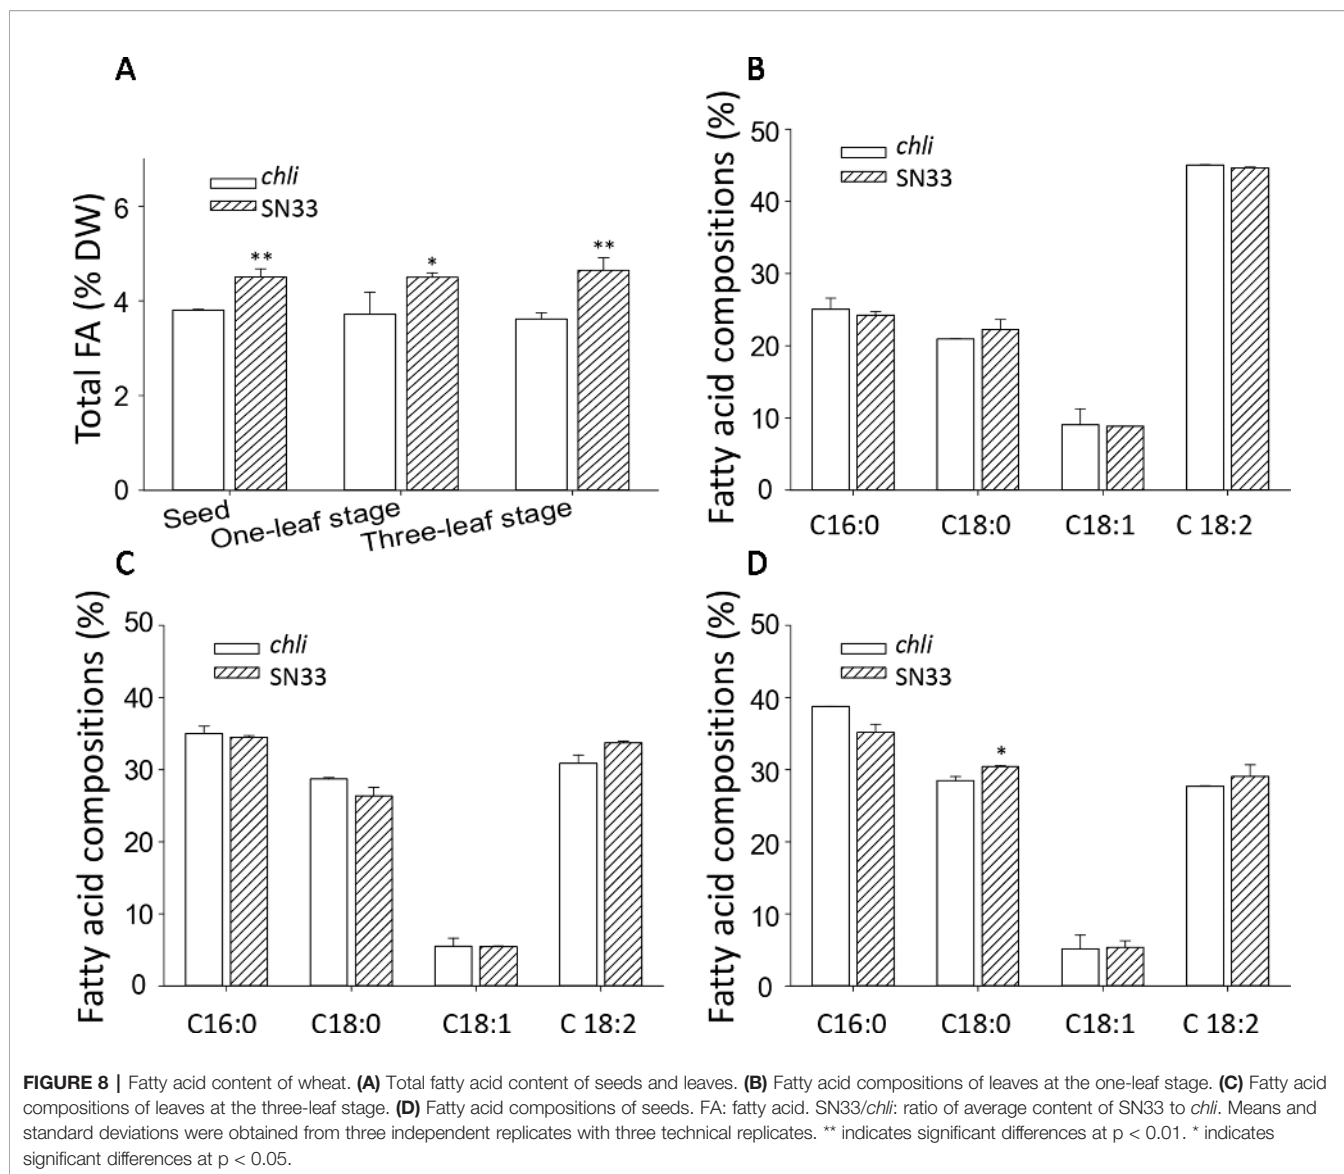 A
Total FA (% DW)
6
4
2
0
chli
SN33
**
*
**
Seed
One-leaf stage
Three-leaf stage
B
Fatty acid compositions (%)
50
40
30
20
10
0
chli
SN33
C16:0 C18:0 C18:1 C 18:2
C
Fatty acid compositions (%)
50
40
30
20
10
0
chli
SN33
C16:0 C18:0 C18:1 C 18:2
D
Fatty acid compositions (%)
50
40
30
20
10
0
chli
SN33
*
C16:0 C18:0 C18:1 C 18:2
FIGURE 8 | Fatty acid content of wheat. (A) Total fatty acid content of seeds and leaves. (B) Fatty acid compositions of leaves at the one-leaf stage. (C) Fatty acid
compositions of leaves at the three-leaf stage. (D) Fatty acid compositions of seeds. FA: fatty acid. SN33/chli: ratio of average content of SN33 to chli. Means and
standard deviations were obtained from three independent replicates with three technical replicates. ** indicates significant differences at p < 0.01. * indicates
significant differences at p < 0.05.